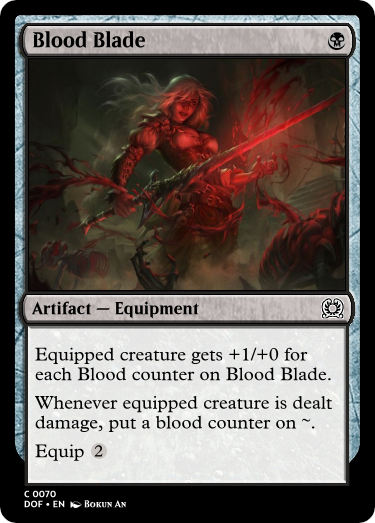 Blood Blade
Artifact — Equipment
Equipped creature gets +1/+0 for
each Blood counter on Blood Blade.
Whenever equipped creature is dealt
damage, put a blood counter on ~.
Equip 2
C 0070
DOF • EN Bokun An